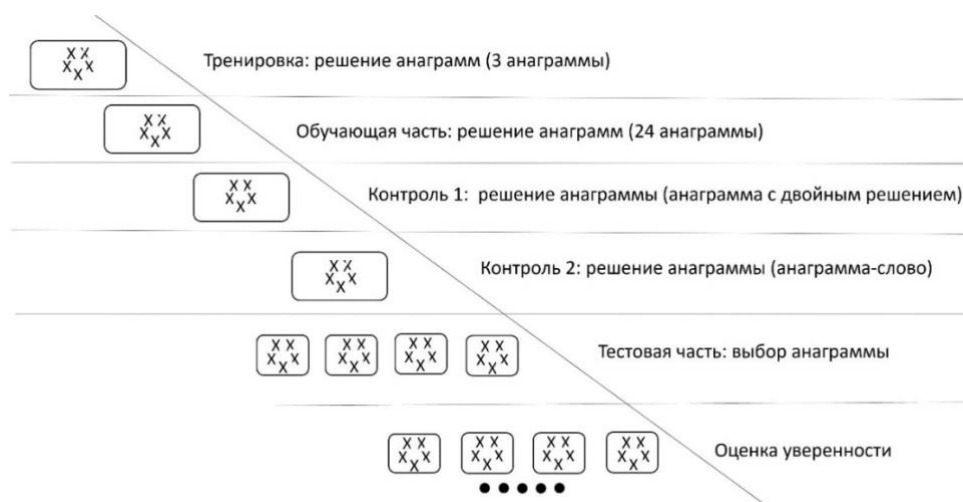 X X
X X X
Тренировка: решение анаграмм (3 анаграммы)
X X
X X X
Обучающая часть: решение анаграмм (24 анаграммы)
X X
X X X
Контроль 1: решение анаграммы (анаграмма с двойным решением)
X X
X X X
Контроль 2: решение анаграммы (анаграмма-слово)
X X X X X X X X
X X X X X X X X X X X X
Тестовая часть: выбор анаграммы
X X X X X X X X
X X X X X X X X X X X X
Оценка уверенности